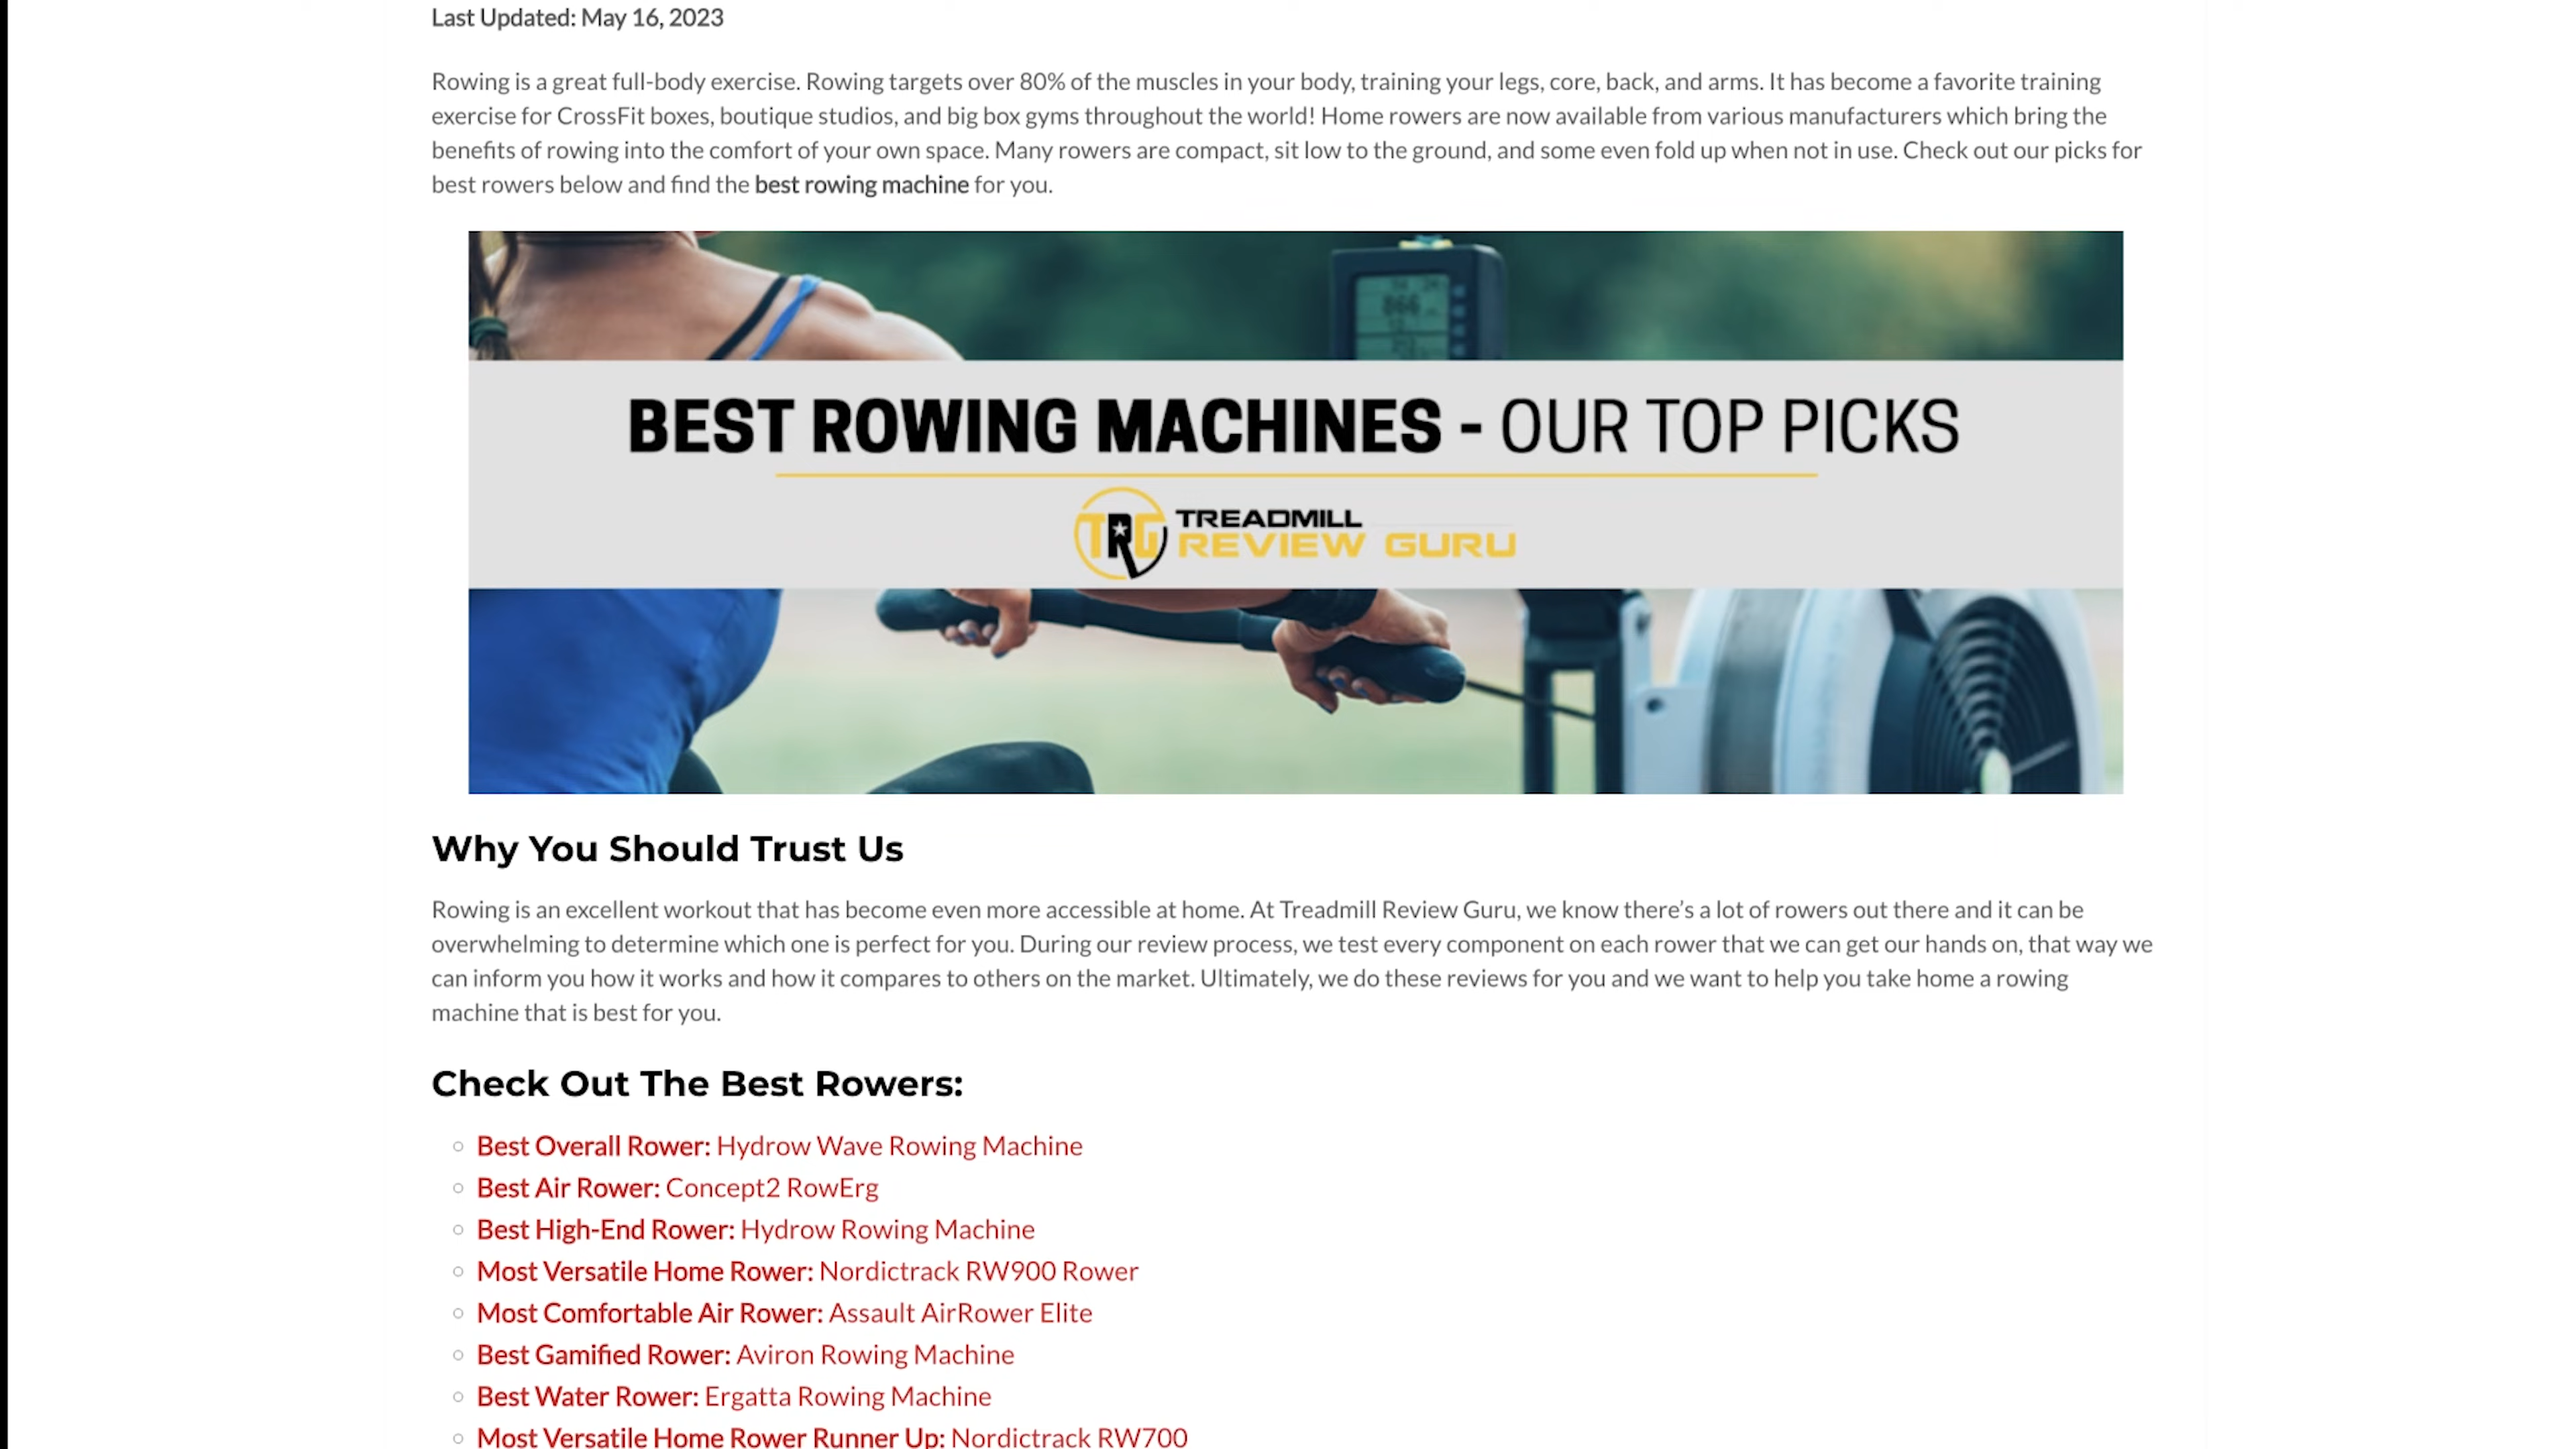 Last Updated: May 16, 2023
Rowing is a great full-body exercise. Rowing targets over 80% of the muscles in your body, training your legs, core, back, and arms. It has become a favorite training
exercise for CrossFit boxes, boutique studios, and big box gyms throughout the world! Home rowers are now available from various manufacturers which bring the
benefits of rowing into the comfort of your own space. Many rowers are compact, sit low to the ground, and some even fold up when not in use. Check out our picks for
best rowers below and find the best rowing machine for you.
BEST ROWING MACHINES - OUR TOP PICKS
TRG TREADMILL
REVIEW GURU
Why You Should Trust Us
Rowing is an excellent workout that has become even more accessible at home. At Treadmill Review Guru, we know there’s a lot of rowers out there and it can be
overwhelming to determine which one is perfect for you. During our review process, we test every component on each rower that we can get our hands on, that way we
can inform you how it works and how it compares to others on the market. Ultimately, we do these reviews for you and we want to help you take home a rowing
machine that is best for you.
Check Out The Best Rowers:
Best Overall Rower: Hydrow Wave Rowing Machine
Best Air Rower: Concept2 RowErg
Best High-End Rower: Hydrow Rowing Machine
Most Versatile Home Rower: Nordictrack RW900 Rower
Most Comfortable Air Rower: Assault AirRower Elite
Best Gamified Rower: Aviron Rowing Machine
Best Water Rower: Ergatta Rowing Machine
Most Versatile Home Rower Runner Up: Nordictrack RW700